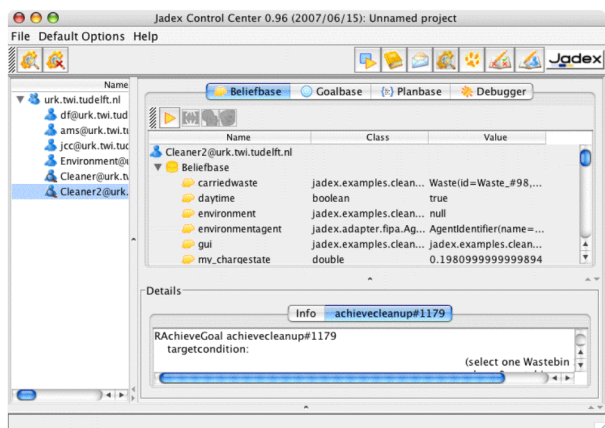 Jadex Control Center 0.96 (2007/06/15): Unnamed project
File Default Options Help
Jadex
Name
urk.twi.tudelft.nl
df@urk.twi.tud
ams@urk.twi.tu
jcc@urk.twi.tud
Environment@u
Cleaner@urk.tw
Cleaner2@urk.
Beliefbase Goalbase Planbase Debugger
Name Class Value
Cleaner2@urk.twi.tudelft.nl
Beliefbase
carriedwaste jadex.examples.clean... Waste(id=Waste_#98,...
daytime boolean true
environment jadex.examples.clean... null
environmentagent jadex.adapter.fipa.Ag... AgentIdentifier(name=...
gui jadex.examples.clean... jadex.examples.clean...
my_chargestate double 0.1980999999999894
Details
Info achievecleanup#1179
RAchieveGoal achievecleanup#1179
targetcondition:
(select one Wastebin